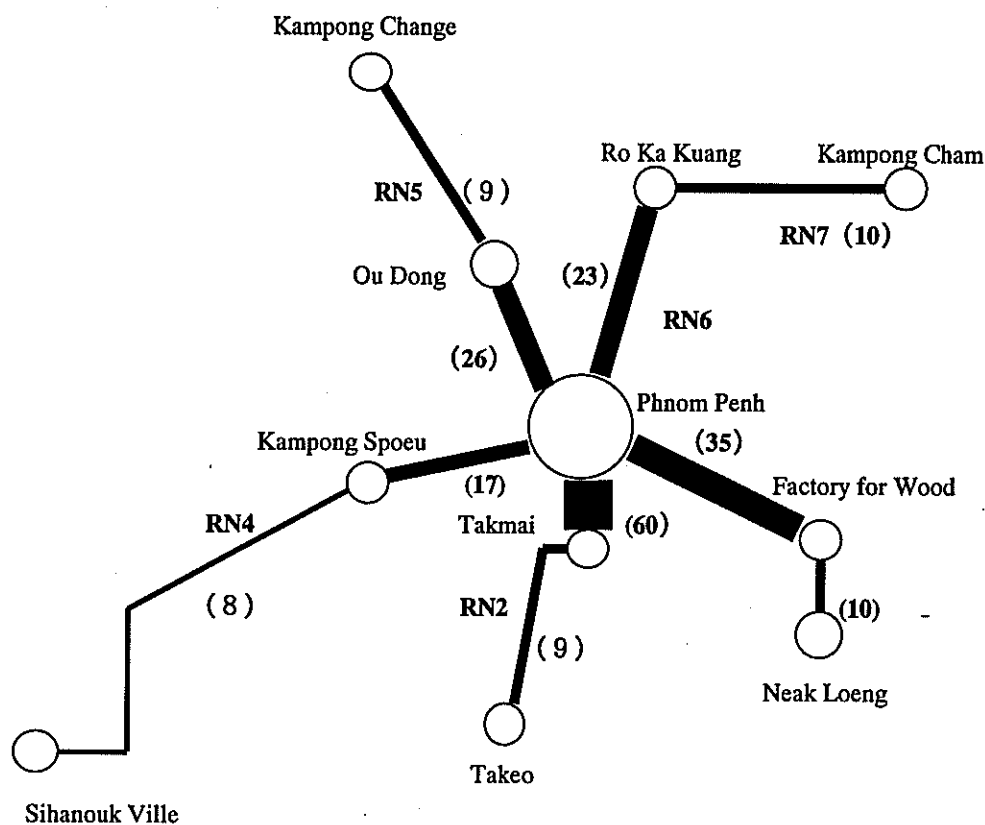 Kampong Change
Ro Ka Kuang
Kampong Cham
RN5
(9)
RN7 (10)
Ou Dong
(23)
RN6
(26)
Phnom Penh
(35)
Kampong Spoeu
(17)
Factory for Wood
RN4
Takmai
(60)
(8)
RN2
(10)
(9)
Neak Loeng
Takeo
Sihanouk Ville